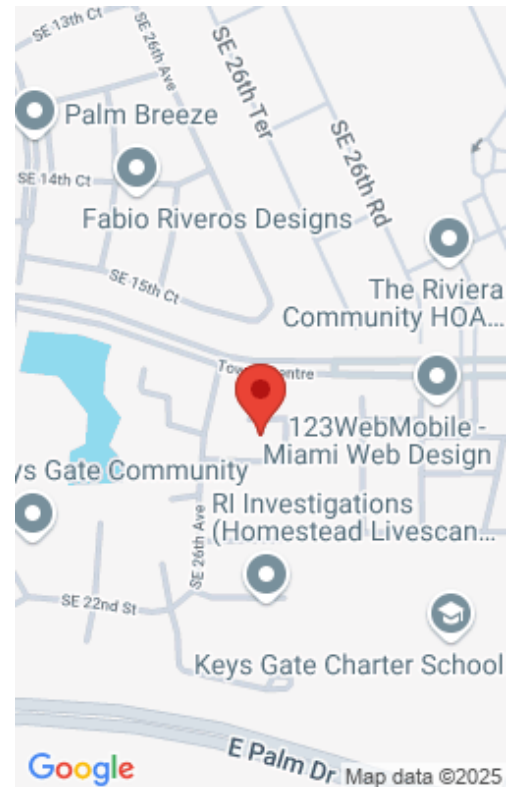 SE 13th Ct
SE 26th Ave
SE 26th Ter
Palm Breeze
SE 26th Rd
SE 14th Ct
Fabio Riveros Designs
SE 15th Ct
The Riviera
Community HOA...
entre
123WebMobile -
Miami Web Design
ys Gate Community
RI Investigations
(Homestead Livescan...
SE 26th Ave
SE 22nd St
Keys Gate Charter School
E Palm Dr
Google
Map data ©2025